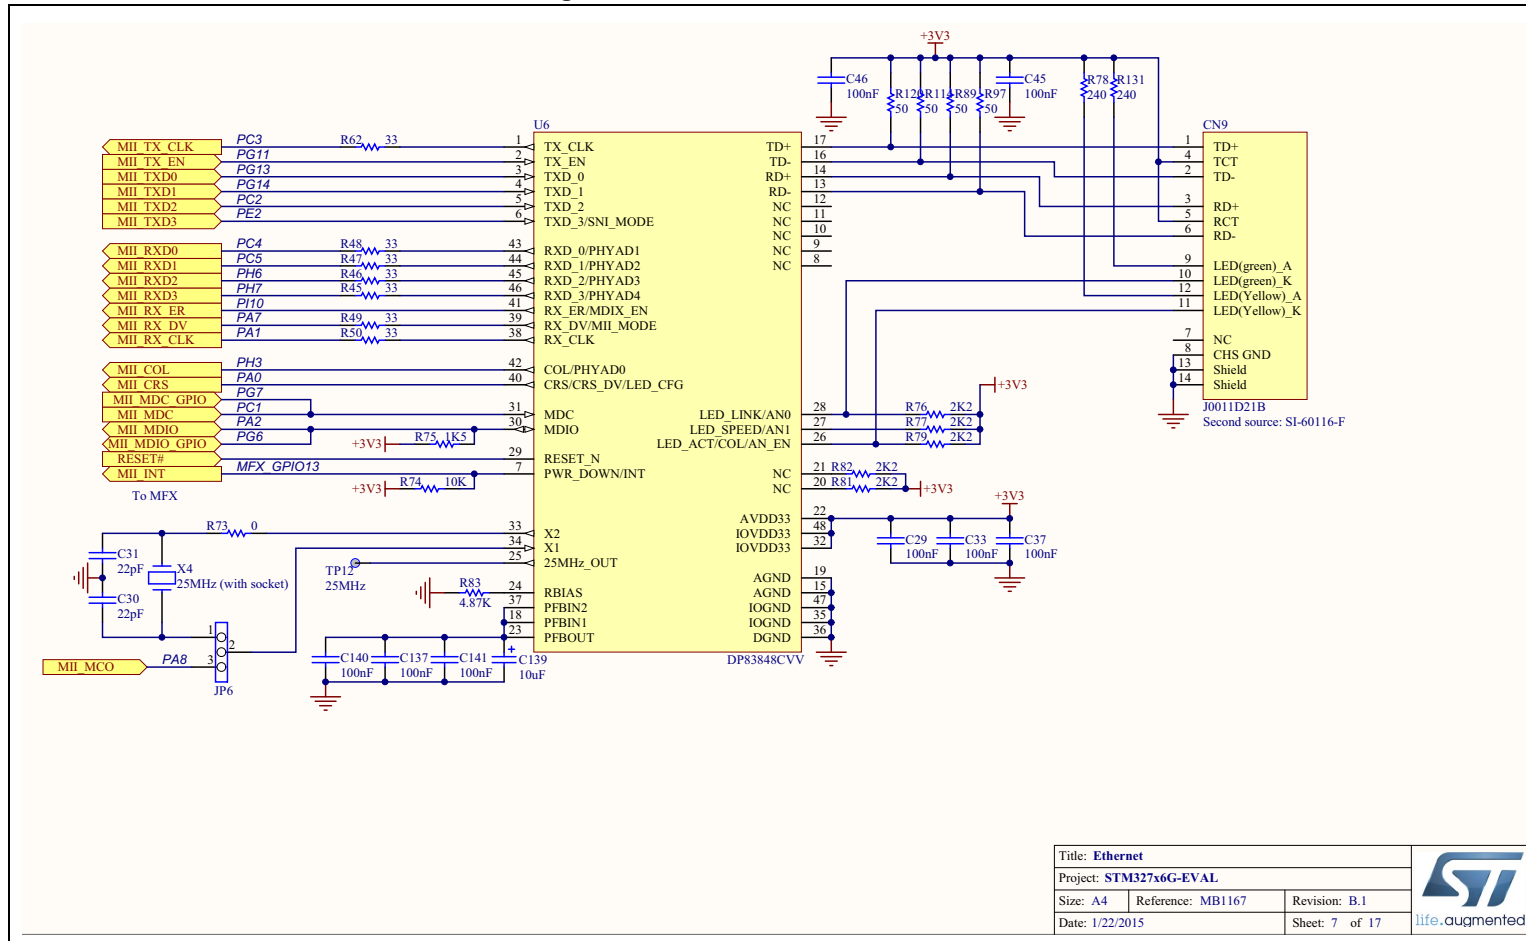 +3V3
C46
100nF
R120
50
R114
50
R89
50
R97
50
C45
100nF
R78
240
R131
240
U6
CN9
MII_TX_CLK PC3 R62 33 1 TX_CLK
MII_TX_EN PG11 2 TX_EN
MII_TXD0 PG13 3 TXD_0
MII_TXD1 PG14 4 TXD_1
MII_TXD2 PC2 5 TXD_2
MII_TXD3 PE2 6 TXD_3/SNI_MODE
MII_RXD0 PC4 R48 33 43 RXD_0/PHYAD1
MII_RXD1 PC5 R47 33 44 RXD_1/PHYAD2
MII_RXD2 PH6 R46 33 45 RXD_2/PHYAD3
MII_RXD3 PH7 R45 33 46 RXD_3/PHYAD4
MII_RX_ER PI10 41 RX_ER/MDIX_EN
MII_RX_DV PA7 R49 33 39 RX_DV/MII_MODE
MII_RX_CLK PA1 R50 33 38 RX_CLK
MII_COL PH3 42 COL/PHYAD0
MII_CRS PA0 40 CRS/CRS_DV/LED_CFG
MII_MDC_GPIO PG7
MII_MDC PC1 31 MDC
MII_MDIO PA2 30 MDIO
MII_MDIO_GPIO PG6 +3V3 R75 1K5
RESET# 29 RESET_N
MII_INT MFX_GPIO13 7 PWR_DOWN/INT
To MFX +3V3 R74 10K
R73 0 33 X2
34 X1
25 25MHz_OUT
C31
22pF
X4
25MHz (with socket)
C30
22pF
TP12
25MHz
R83
4.87K
24 RBIAS
37 PFBIN2
18 PFBIN1
23 PFBOUT
1
2
3
MII_MCO PA8
JP6
C140
100nF
C137
100nF
C141
100nF
+
C139
10uF
TD+ 17
TD- 16
RD+ 14
RD- 13
NC 12
NC 11
NC 10
NC 9
NC 8
LED_LINK/AN0 28 R76 2K2
LED_SPEED/AN1 27 R77 2K2
LED_ACT/COL/AN_EN 26 R79 2K2
+3V3
NC 21 R82 2K2
NC 20 R81 2K2
+3V3
AVDD33 22
IOVDD33 48
IOVDD33 32
+3V3
C29
100nF
C33
100nF
C37
100nF
AGND 19
AGND 15
IOGND 47
IOGND 35
DGND 36
DP83848CVV
1 TD+
4 TCT
2 TD-
3 RD+
5 RCT
6 RD-
9 LED(green)_A
10 LED(green)_K
12 LED(Yellow)_A
11 LED(Yellow)_K
7 NC
8 CHS GND
13 Shield
14 Shield
J0011D21B
Second source: SI-60116-F
Title: Ethernet
Project: STM327x6G-EVAL
Size: A4 Reference: MB1167 Revision: B.1
Date: 1/22/2015 Sheet: 7 of 17
ST
life.augmented